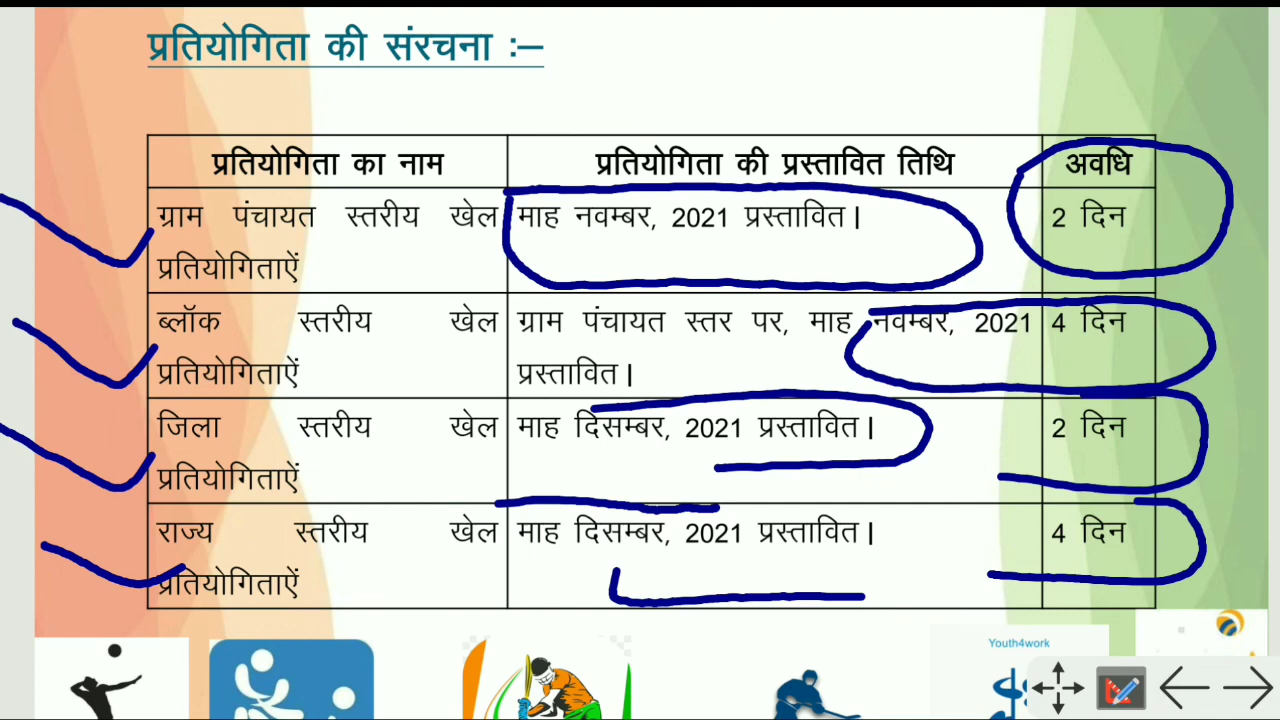 प्रतियोगिता की संरचना :–
प्रतियोगिता का नाम प्रतियोगिता की प्रस्तावित तिथि अवधि
ग्राम पंचायत स्तरीय खेल माह नवम्बर, 2021 प्रस्तावित। 2 दिन
प्रतियोगिताऐं
ब्लॉक स्तरीय खेल ग्राम पंचायत स्तर पर, माह नवम्बर, 2021 4 दिन
प्रतियोगिताऐं प्रस्तावित।
जिला स्तरीय खेल माह दिसम्बर, 2021 प्रस्तावित। 2 दिन
प्रतियोगिताऐं
राज्य स्तरीय खेल माह दिसम्बर, 2021 प्रस्तावित। 4 दिन
प्रतियोगिताऐं
Youth4work